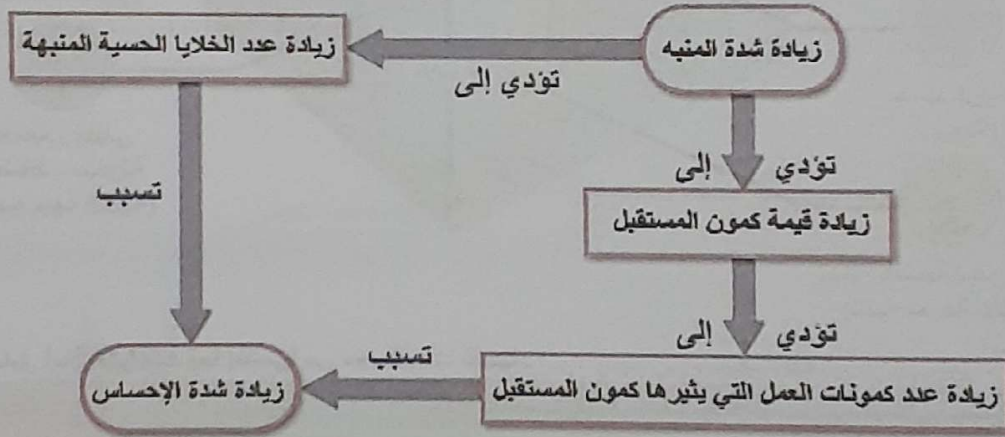 زيادة شدة المنبه
تؤدي إلى
زيادة عدد الخلايا الحسية المتبهة
تسبب
تؤدي إلى
زيادة قيمة كمون المستقبل
تؤدي إلى
زيادة عدد كمونات العمل التي يثيرها كمون المستقبل
تسبب
زيادة شدة الإحساس